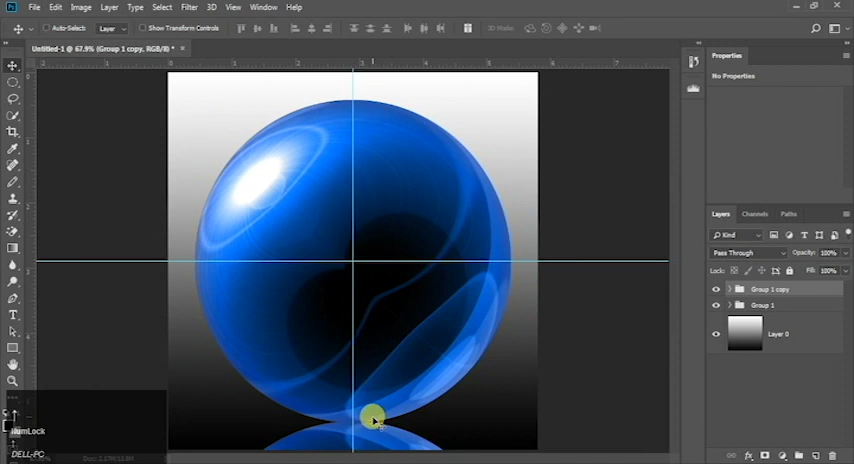 Ps File Edit Image Layer Type Select Filter 3D View Window Help
Auto-Select: Layer Show Transform Controls 3D Mode:
Untitled-1 @ 67.9% (Group 1 copy, RGB/8) * ×
Properties
No Properties
Layers Channels Paths
Kind
Pass Through Opacity: 100%
Lock: Fill: 100%
Group 1 copy
Group 1
Layer 0
NumLock
DELL-PC
fx